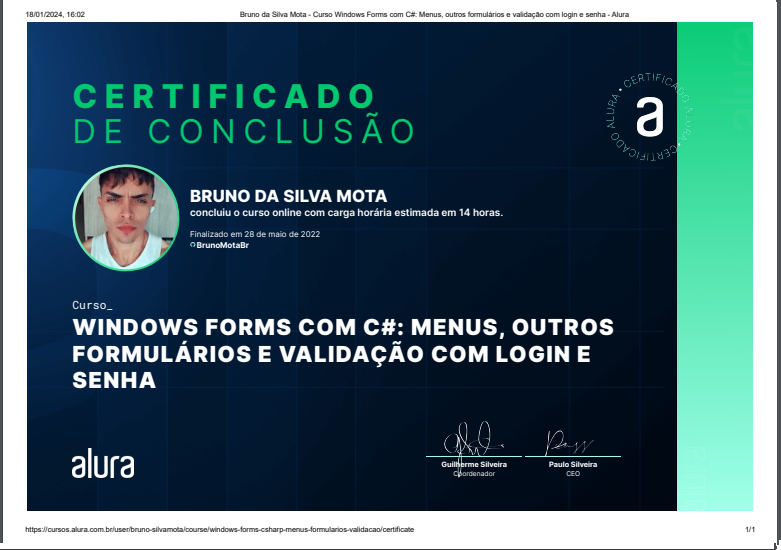 18/01/2024, 16:02
Bruno da Silva Mota - Curso Windows Forms com C#: Menus, outros formulários e validação com login e senha - Alura
CERTIFICADO
DE CONCLUSÃO
CERTIFICADO ALURA • CERTIFICADO ALURA •
a
alura
BRUNO DA SILVA MOTA
concluiu o curso online com carga horária estimada em 14 horas.
Finalizado em 28 de maio de 2022
BrunoMotaBr
Curso_
WINDOWS FORMS COM C#: MENUS, OUTROS
FORMULÁRIOS E VALIDAÇÃO COM LOGIN E
SENHA
alura
Guilherme Silveira
Coordenador
Paulo Silveira
CEO
https://cursos.alura.com.br/user/bruno-silvamota/course/windows-forms-csharp-menus-formularios-validacao/certificate
1/1